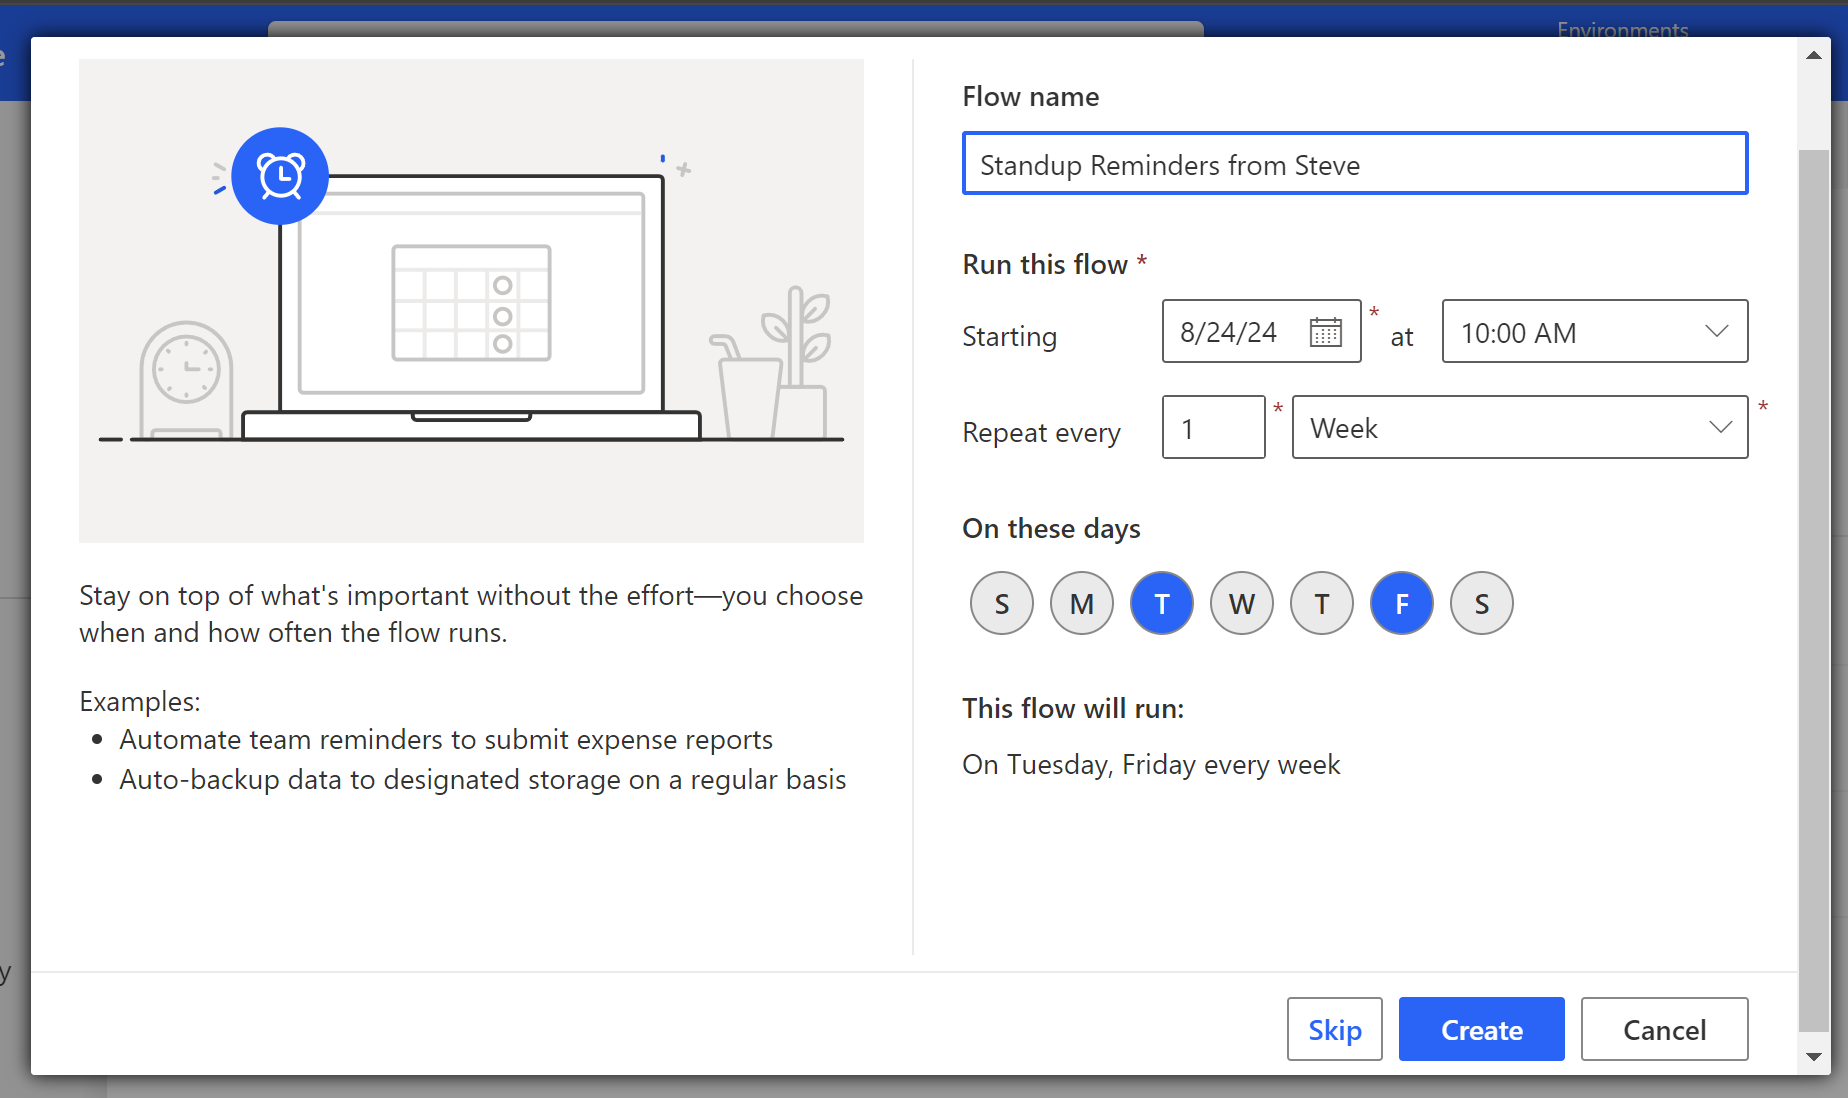 Environments
Stay on top of what's important without the effort—you choose
when and how often the flow runs.
Examples:
Automate team reminders to submit expense reports
Auto-backup data to designated storage on a regular basis
Flow name
Standup Reminders from Steve
Run this flow *
Starting 8/24/24 * at 10:00 AM
Repeat every 1 * Week *
On these days
S M T W T F S
This flow will run:
On Tuesday, Friday every week
Skip Create Cancel